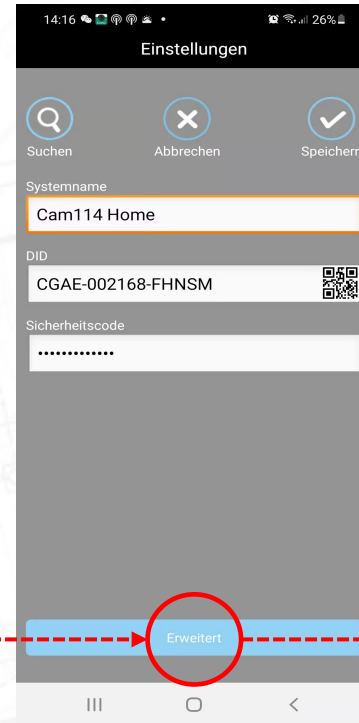 14:16 26%
Einstellungen
Suchen Abbrechen Speichern
Systemname
Cam114 Home
DID
CGAE-002168-FHNSM
Sicherheitscode
•••••••••••••
Erweitert